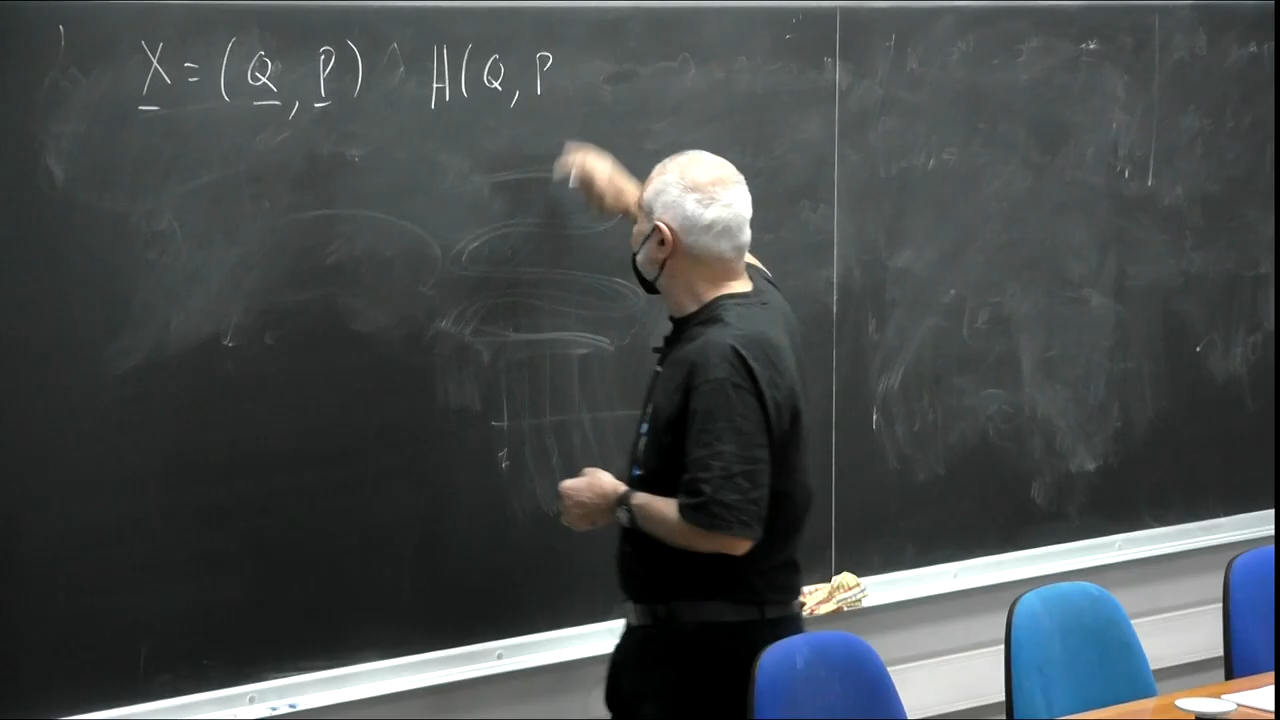 X = (Q, P) H(Q, P